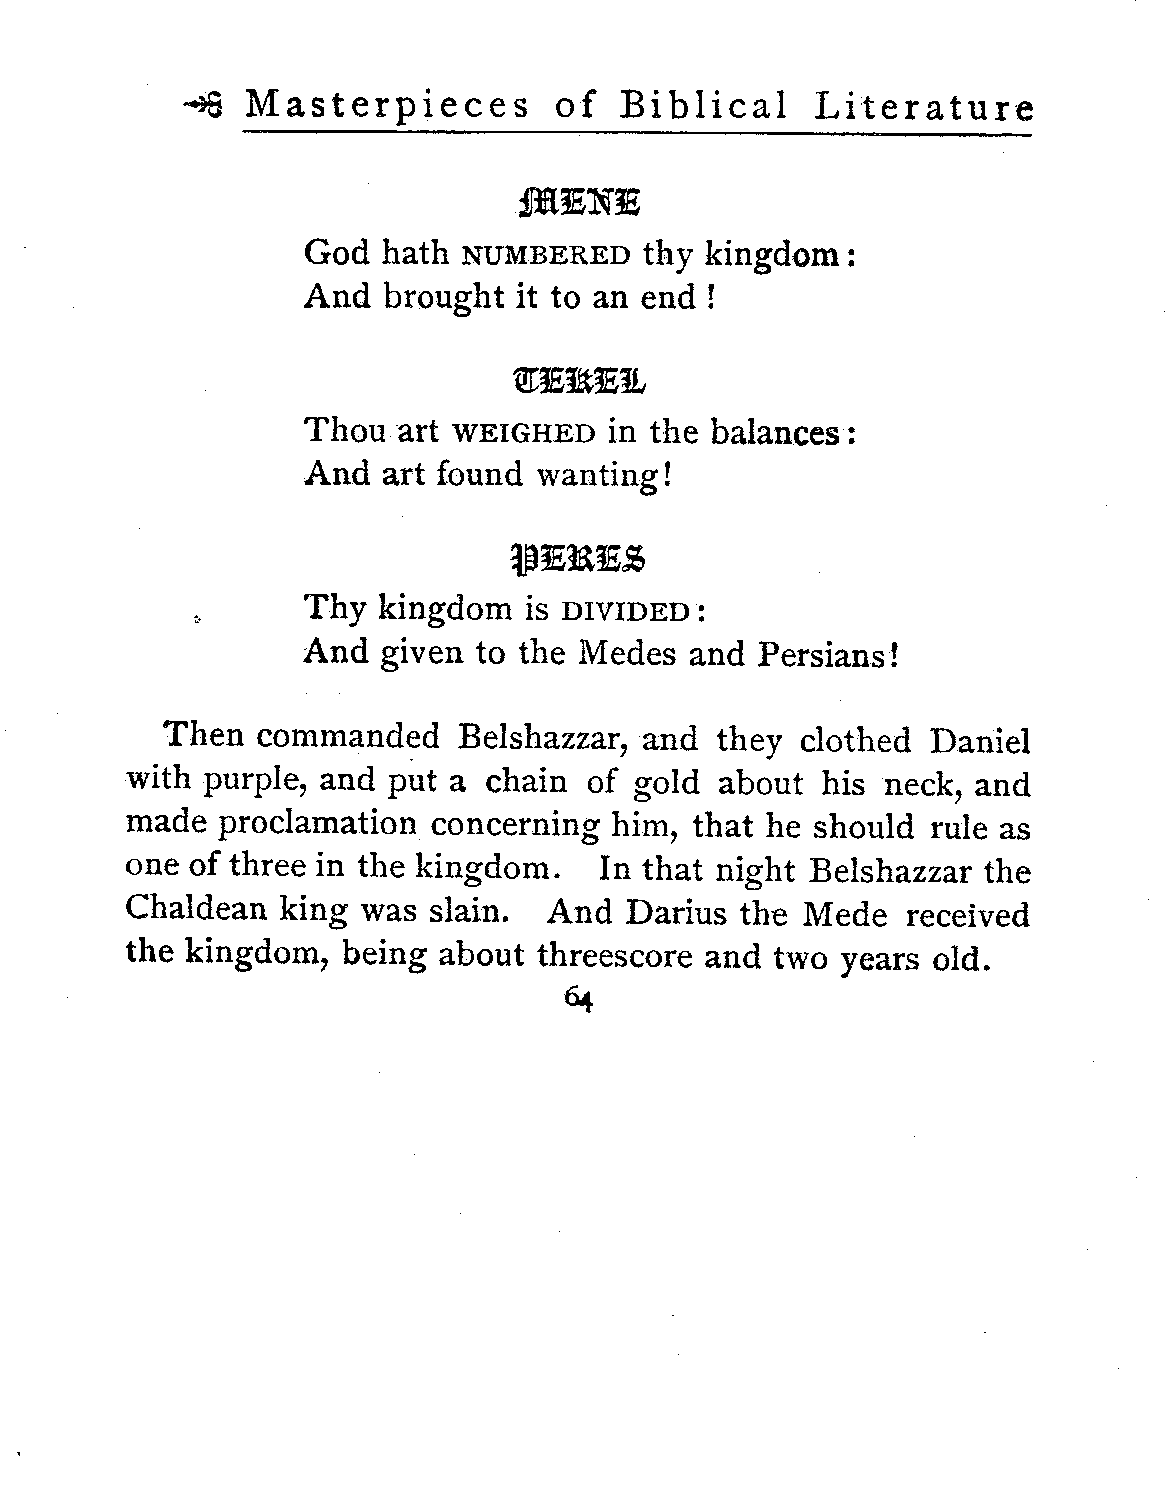 Masterpieces of Biblical Literature
MENE
God hath NUMBERED thy kingdom:
And brought it to an end!
TEKEL
Thou art WEIGHED in the balances:
And art found wanting!
PERES
Thy kingdom is DIVIDED:
And given to the Medes and Persians!
Then commanded Belshazzar, and they clothed Daniel
with purple, and put a chain of gold about his neck, and
made proclamation concerning him, that he should rule as
one of three in the kingdom. In that night Belshazzar the
Chaldean king was slain. And Darius the Mede received
the kingdom, being about threescore and two years old.
64